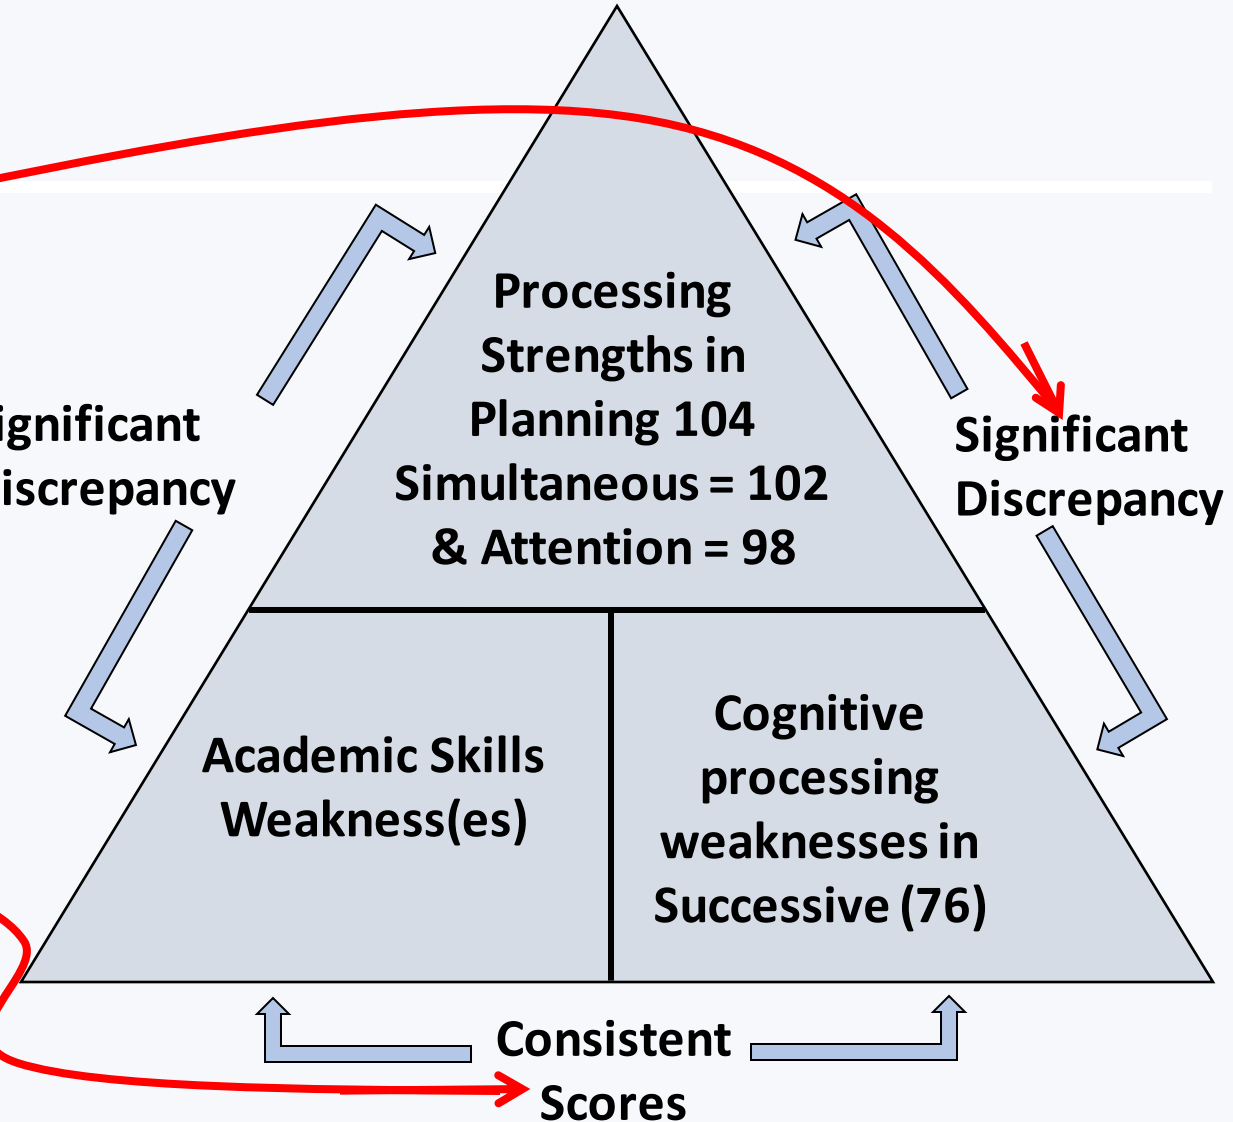 Processing
Strengths in
Planning 104
Simultaneous = 102
& Attention = 98
ignificant
iscrepancy
Significant
Discrepancy
Academic Skills
Weakness(es)
Cognitive
processing
weaknesses in
Successive (76)
Consistent
Scores